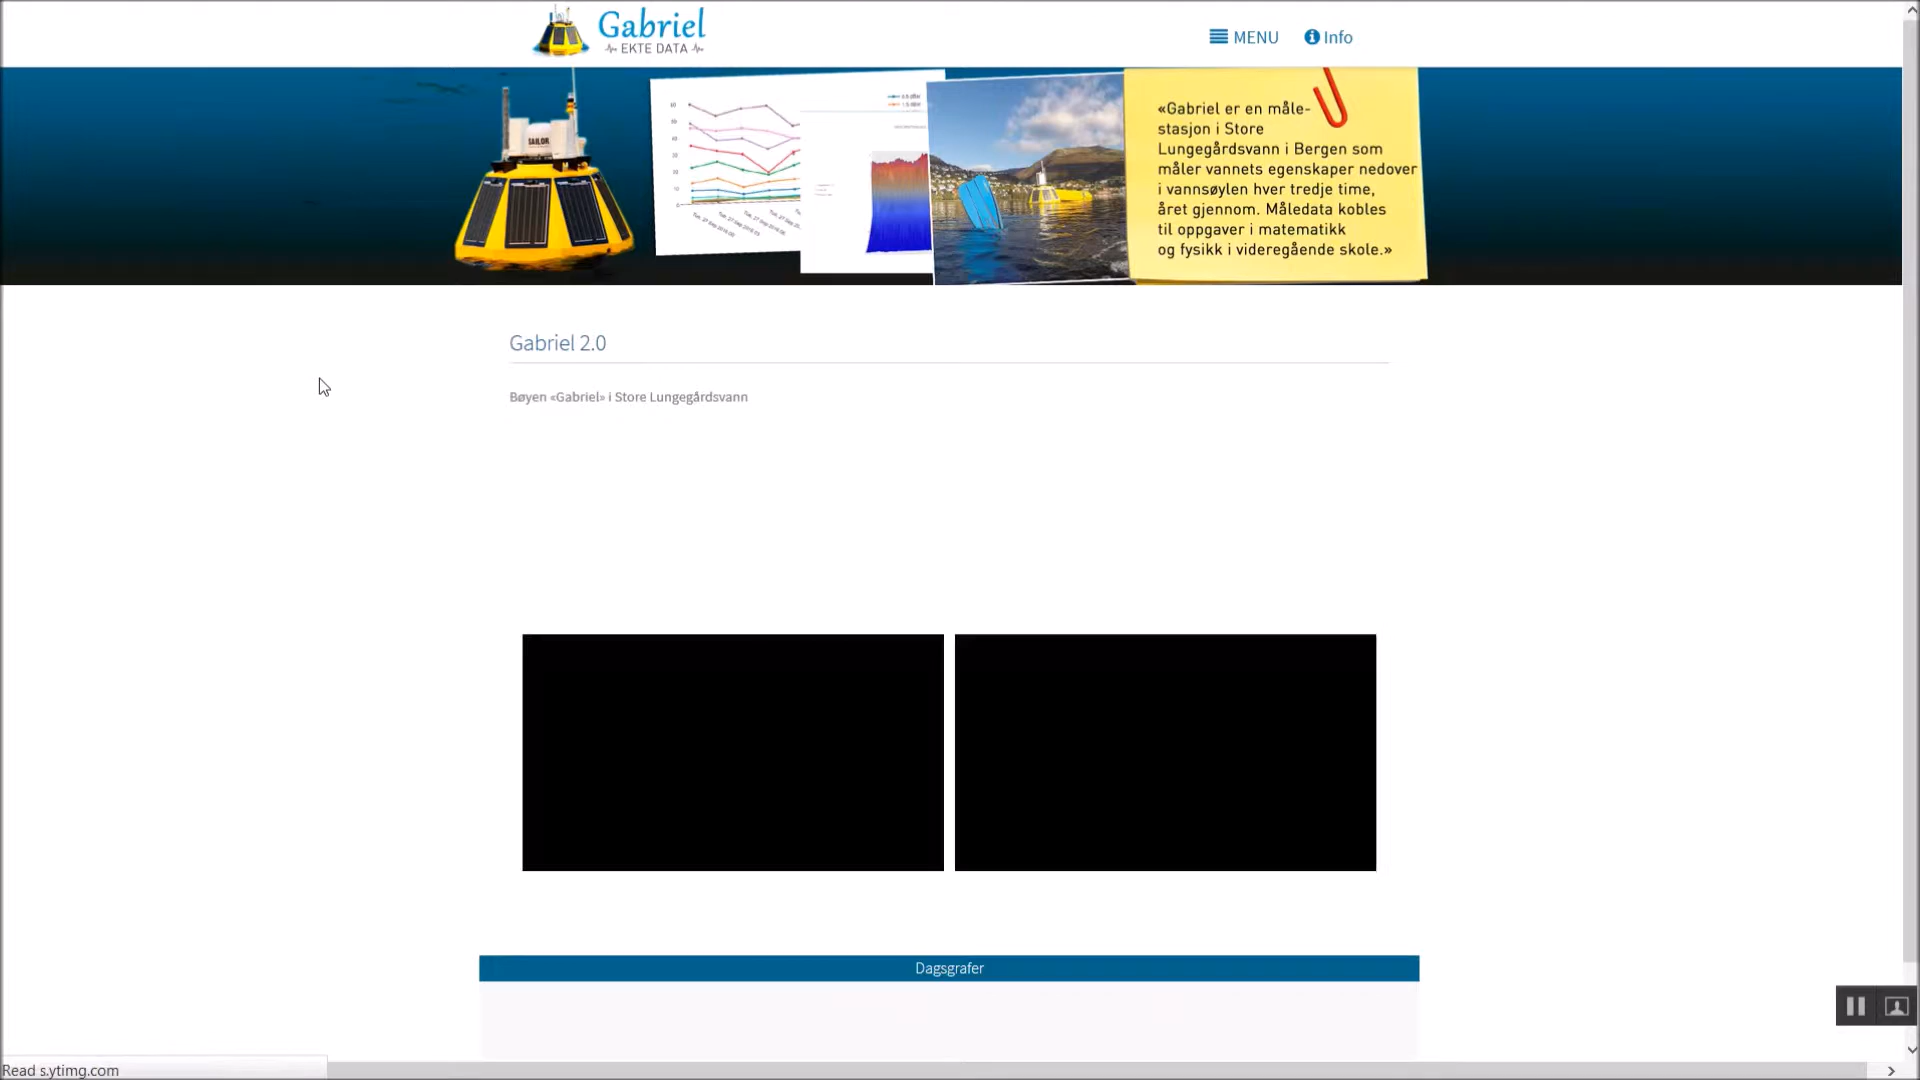 Gabriel
EKTE DATA
MENU
Info
SAILOR
«Gabriel er en måle-
stasjon i Store
Lungegårdsvann i Bergen som
måler vannets egenskaper nedover
i vannsøylen hver tredje time,
året gjennom. Måledata kobles
til oppgaver i matematikk
og fysikk i videregående skole.»
Gabriel 2.0
Bøyen «Gabriel» i Store Lungegårdsvann
Dagsgrafer
Read s.ytimg.com